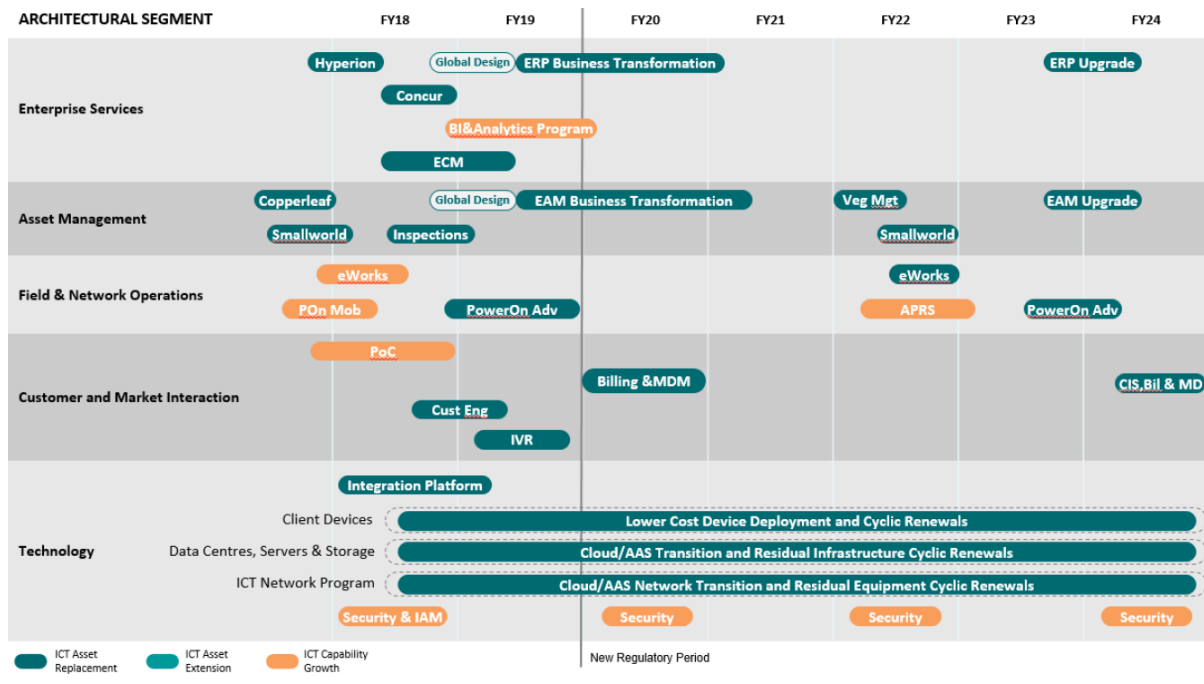 ARCHITECTURAL SEGMENT FY18 FY19 FY20 FY21 FY22 FY23 FY24
Hyperion Global Design ERP Business Transformation ERP Upgrade
Concur
Enterprise Services
BI&Analytics Program
ECM
Copperleaf Global Design EAM Business Transformation Veg Mgt EAM Upgrade
Asset Management
Smallworld Inspections Smallworld
eWorks eWorks
Field & Network Operations
POn Mob PowerOn Adv APRS PowerOn Adv
PoC
Billing &MDM CIS,Bil & MD
Customer and Market Interaction
Cust Eng
IVR
Integration Platform
Client Devices Lower Cost Device Deployment and Cyclic Renewals
Technology Data Centres, Servers & Storage Cloud/AAS Transition and Residual Infrastructure Cyclic Renewals
ICT Network Program Cloud/AAS Network Transition and Residual Equipment Cyclic Renewals
Security & IAM Security Security Security
ICT Asset Replacement
ICT Asset Extension
ICT Capability Growth
New Regulatory Period